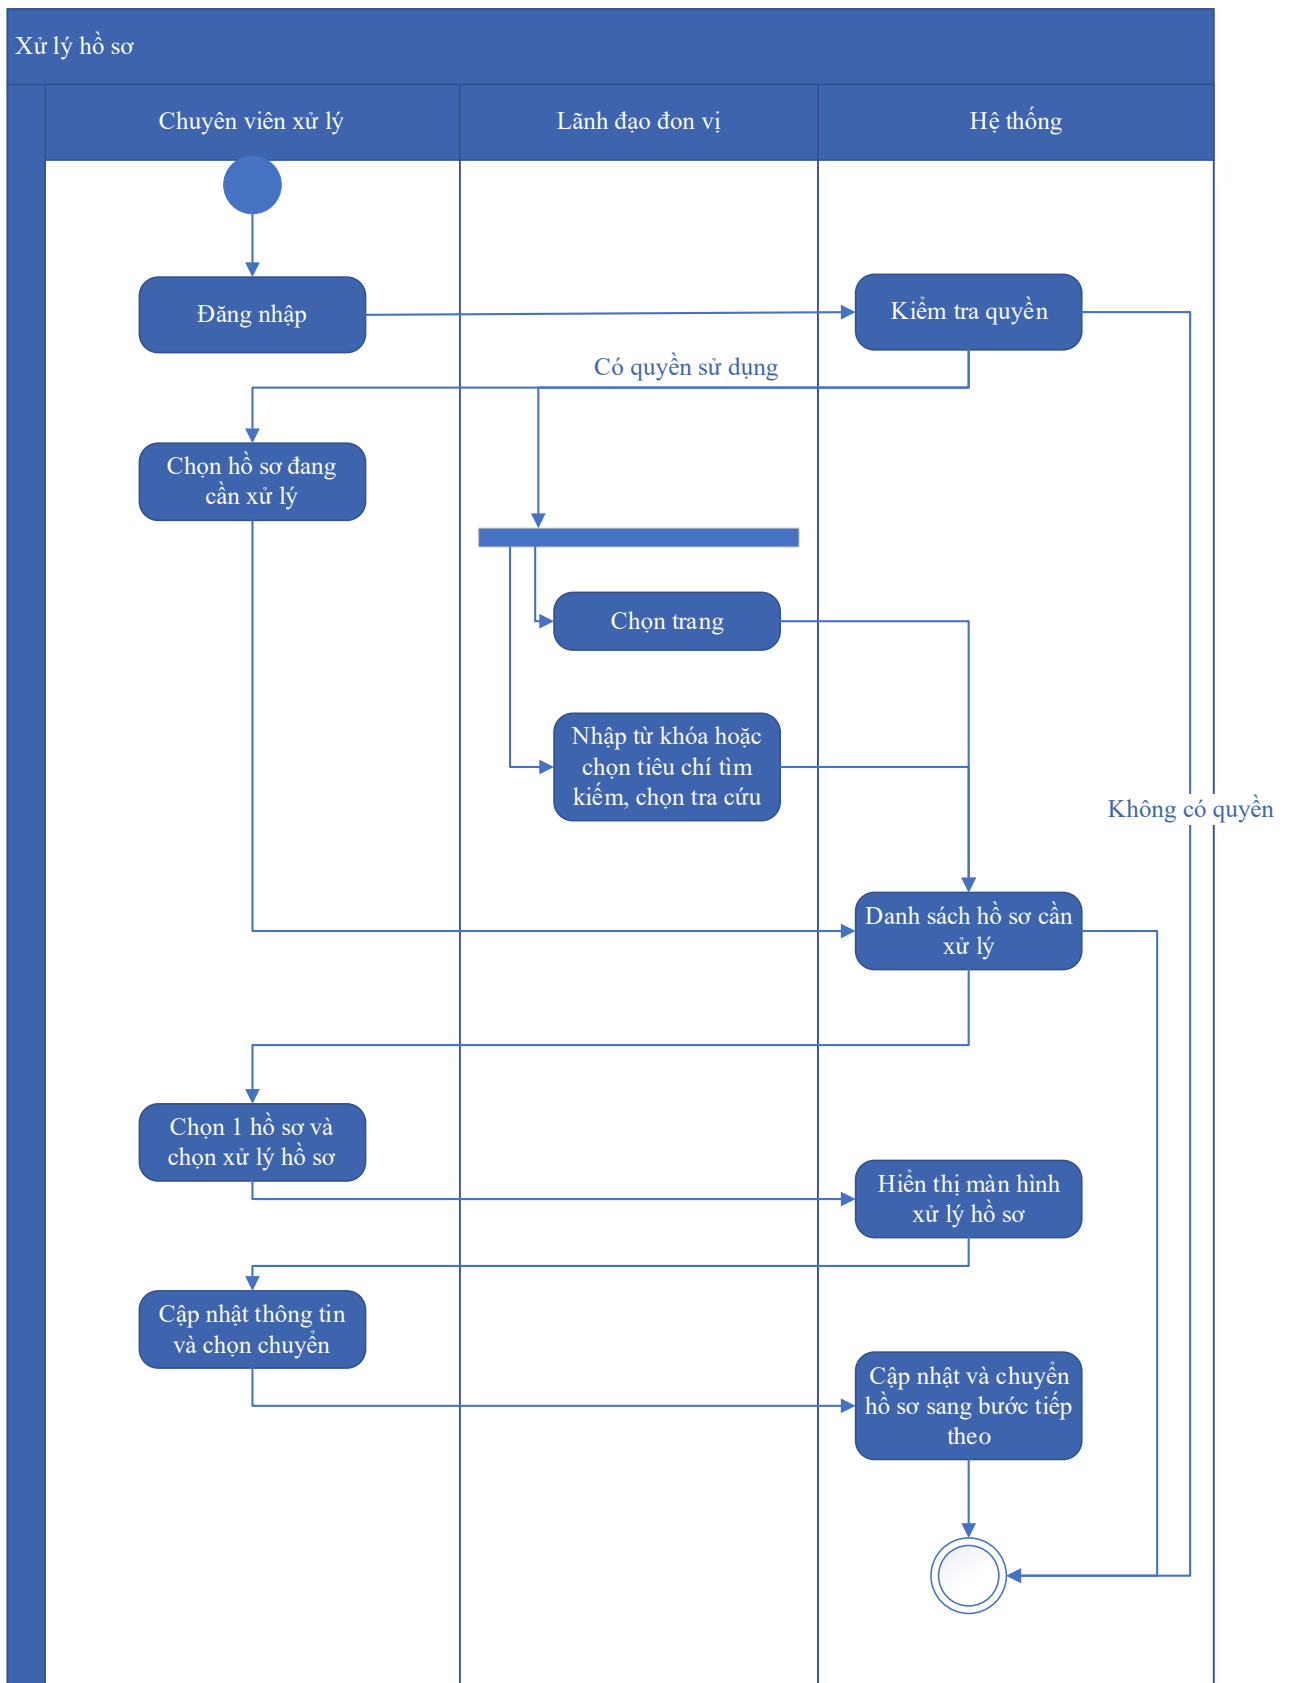 Xử lý hồ sơ
Chuyên viên xử lý
Lãnh đạo đon vị
Hệ thống
Đăng nhập
Kiểm tra quyền
Có quyền sử dụng
Chọn hồ sơ đang
cần xử lý
Chọn trang
Nhập từ khóa hoặc
chọn tiêu chí tìm
kiếm, chọn tra cứu
Không có quyền
Danh sách hồ sơ cần
xử lý
Chọn 1 hồ sơ và
chọn xử lý hồ sơ
Hiển thị màn hình
xử lý hồ sơ
Cập nhật thông tin
và chọn chuyển
Cập nhật và chuyển
hồ sơ sang bước tiếp
theo